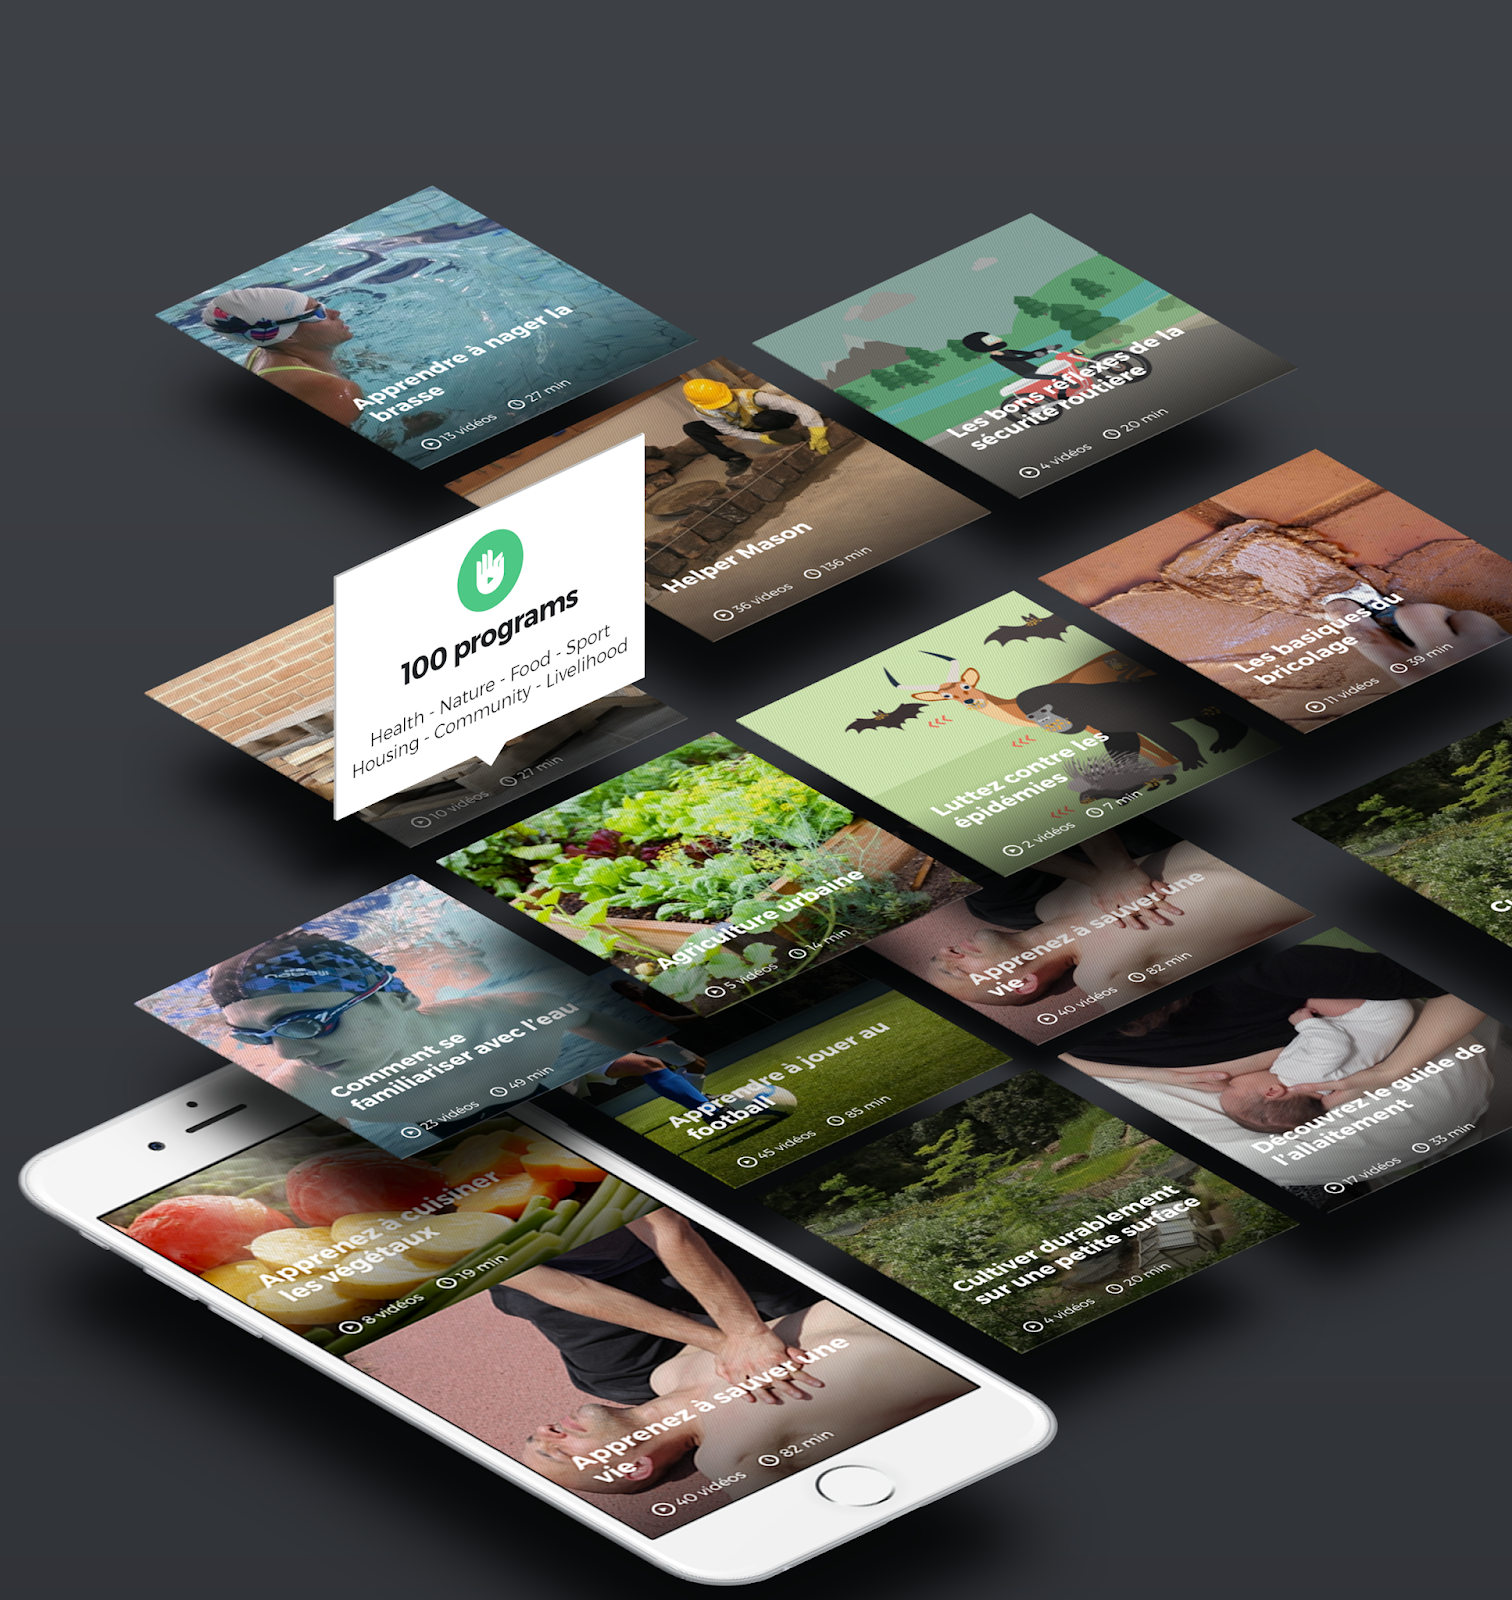 Apprendre à nager la
brasse
13 vidéos 27 min
Les bons réflexes de la
sécurité routière
4 vidéos 20 min
Helper Mason
36 videos 136 min
100 programs
Health - Nature - Food - Sport
Housing - Community - Livelihood
10 vidéos 27 min
Les basiques du
bricolage
11 vidéos 39 min
Luttez contre les
épidémies
2 vidéos 7 min
Agriculture urbaine
5 vidéos 14 min
Apprenez à sauver une
vie
40 vidéos 82 min
Comment se
familiariser avec l'eau
23 vidéos 49 min
Apprendre à jouer au
football
45 vidéos 85 min
Découvrez le guide de
l'allaitement
17 vidéos 33 min
Cultiver durablement
sur une petite surface
4 vidéos 20 min
Apprenez à cuisiner
les végétaux
8 vidéos 19 min
Apprenez à sauver une
vie
40 vidéos 82 min